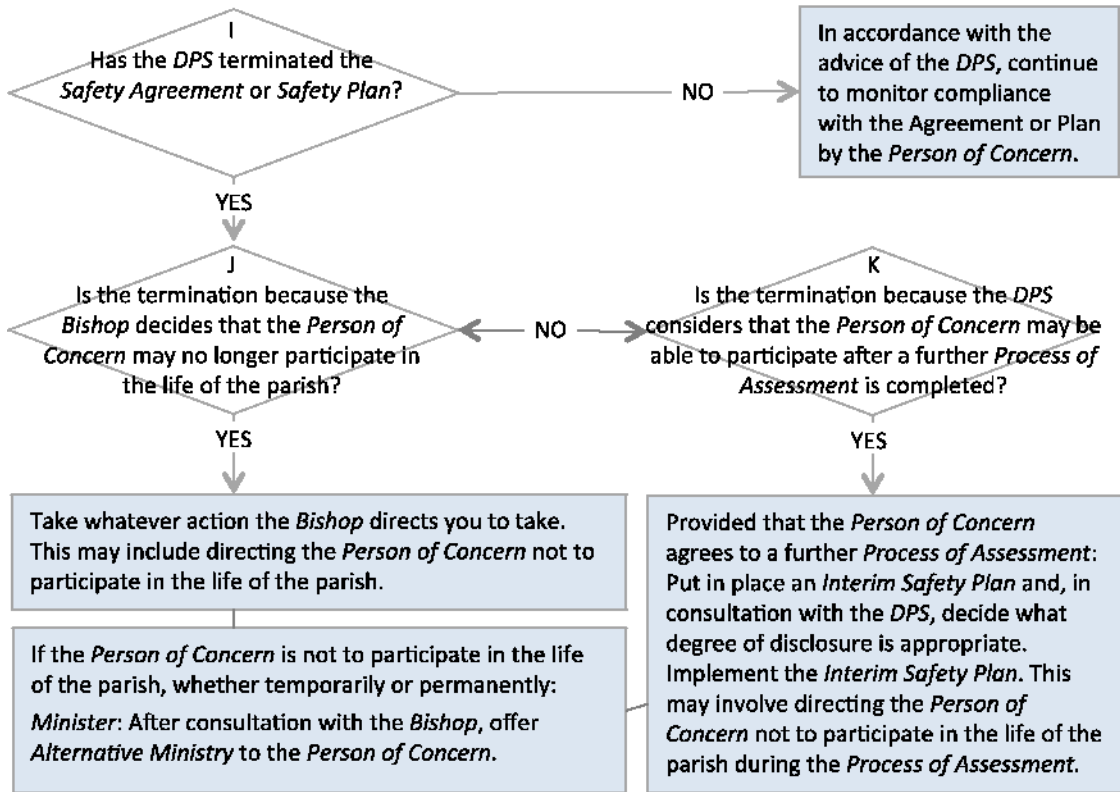 I
Has the DPS terminated the
Safety Agreement or Safety Plan?
NO
In accordance with the
advice of the DPS, continue
to monitor compliance
with the Agreement or Plan
by the Person of Concern.
YES
J
Is the termination because the
Bishop decides that the Person of
Concern may no longer participate in
the life of the parish?
NO
K
Is the termination because the DPS
considers that the Person of Concern may be
able to participate after a further Process of
Assessment is completed?
YES
YES
Take whatever action the Bishop directs you to take.
This may include directing the Person of Concern not to
participate in the life of the parish.
If the Person of Concern is not to participate in the life
of the parish, whether temporarily or permanently:
Minister: After consultation with the Bishop, offer
Alternative Ministry to the Person of Concern.
Provided that the Person of Concern
agrees to a further Process of Assessment:
Put in place an Interim Safety Plan and, in
consultation with the DPS, decide what
degree of disclosure is appropriate.
Implement the Interim Safety Plan. This
may involve directing the Person of
Concern not to participate in the life of the
parish during the Process of Assessment.